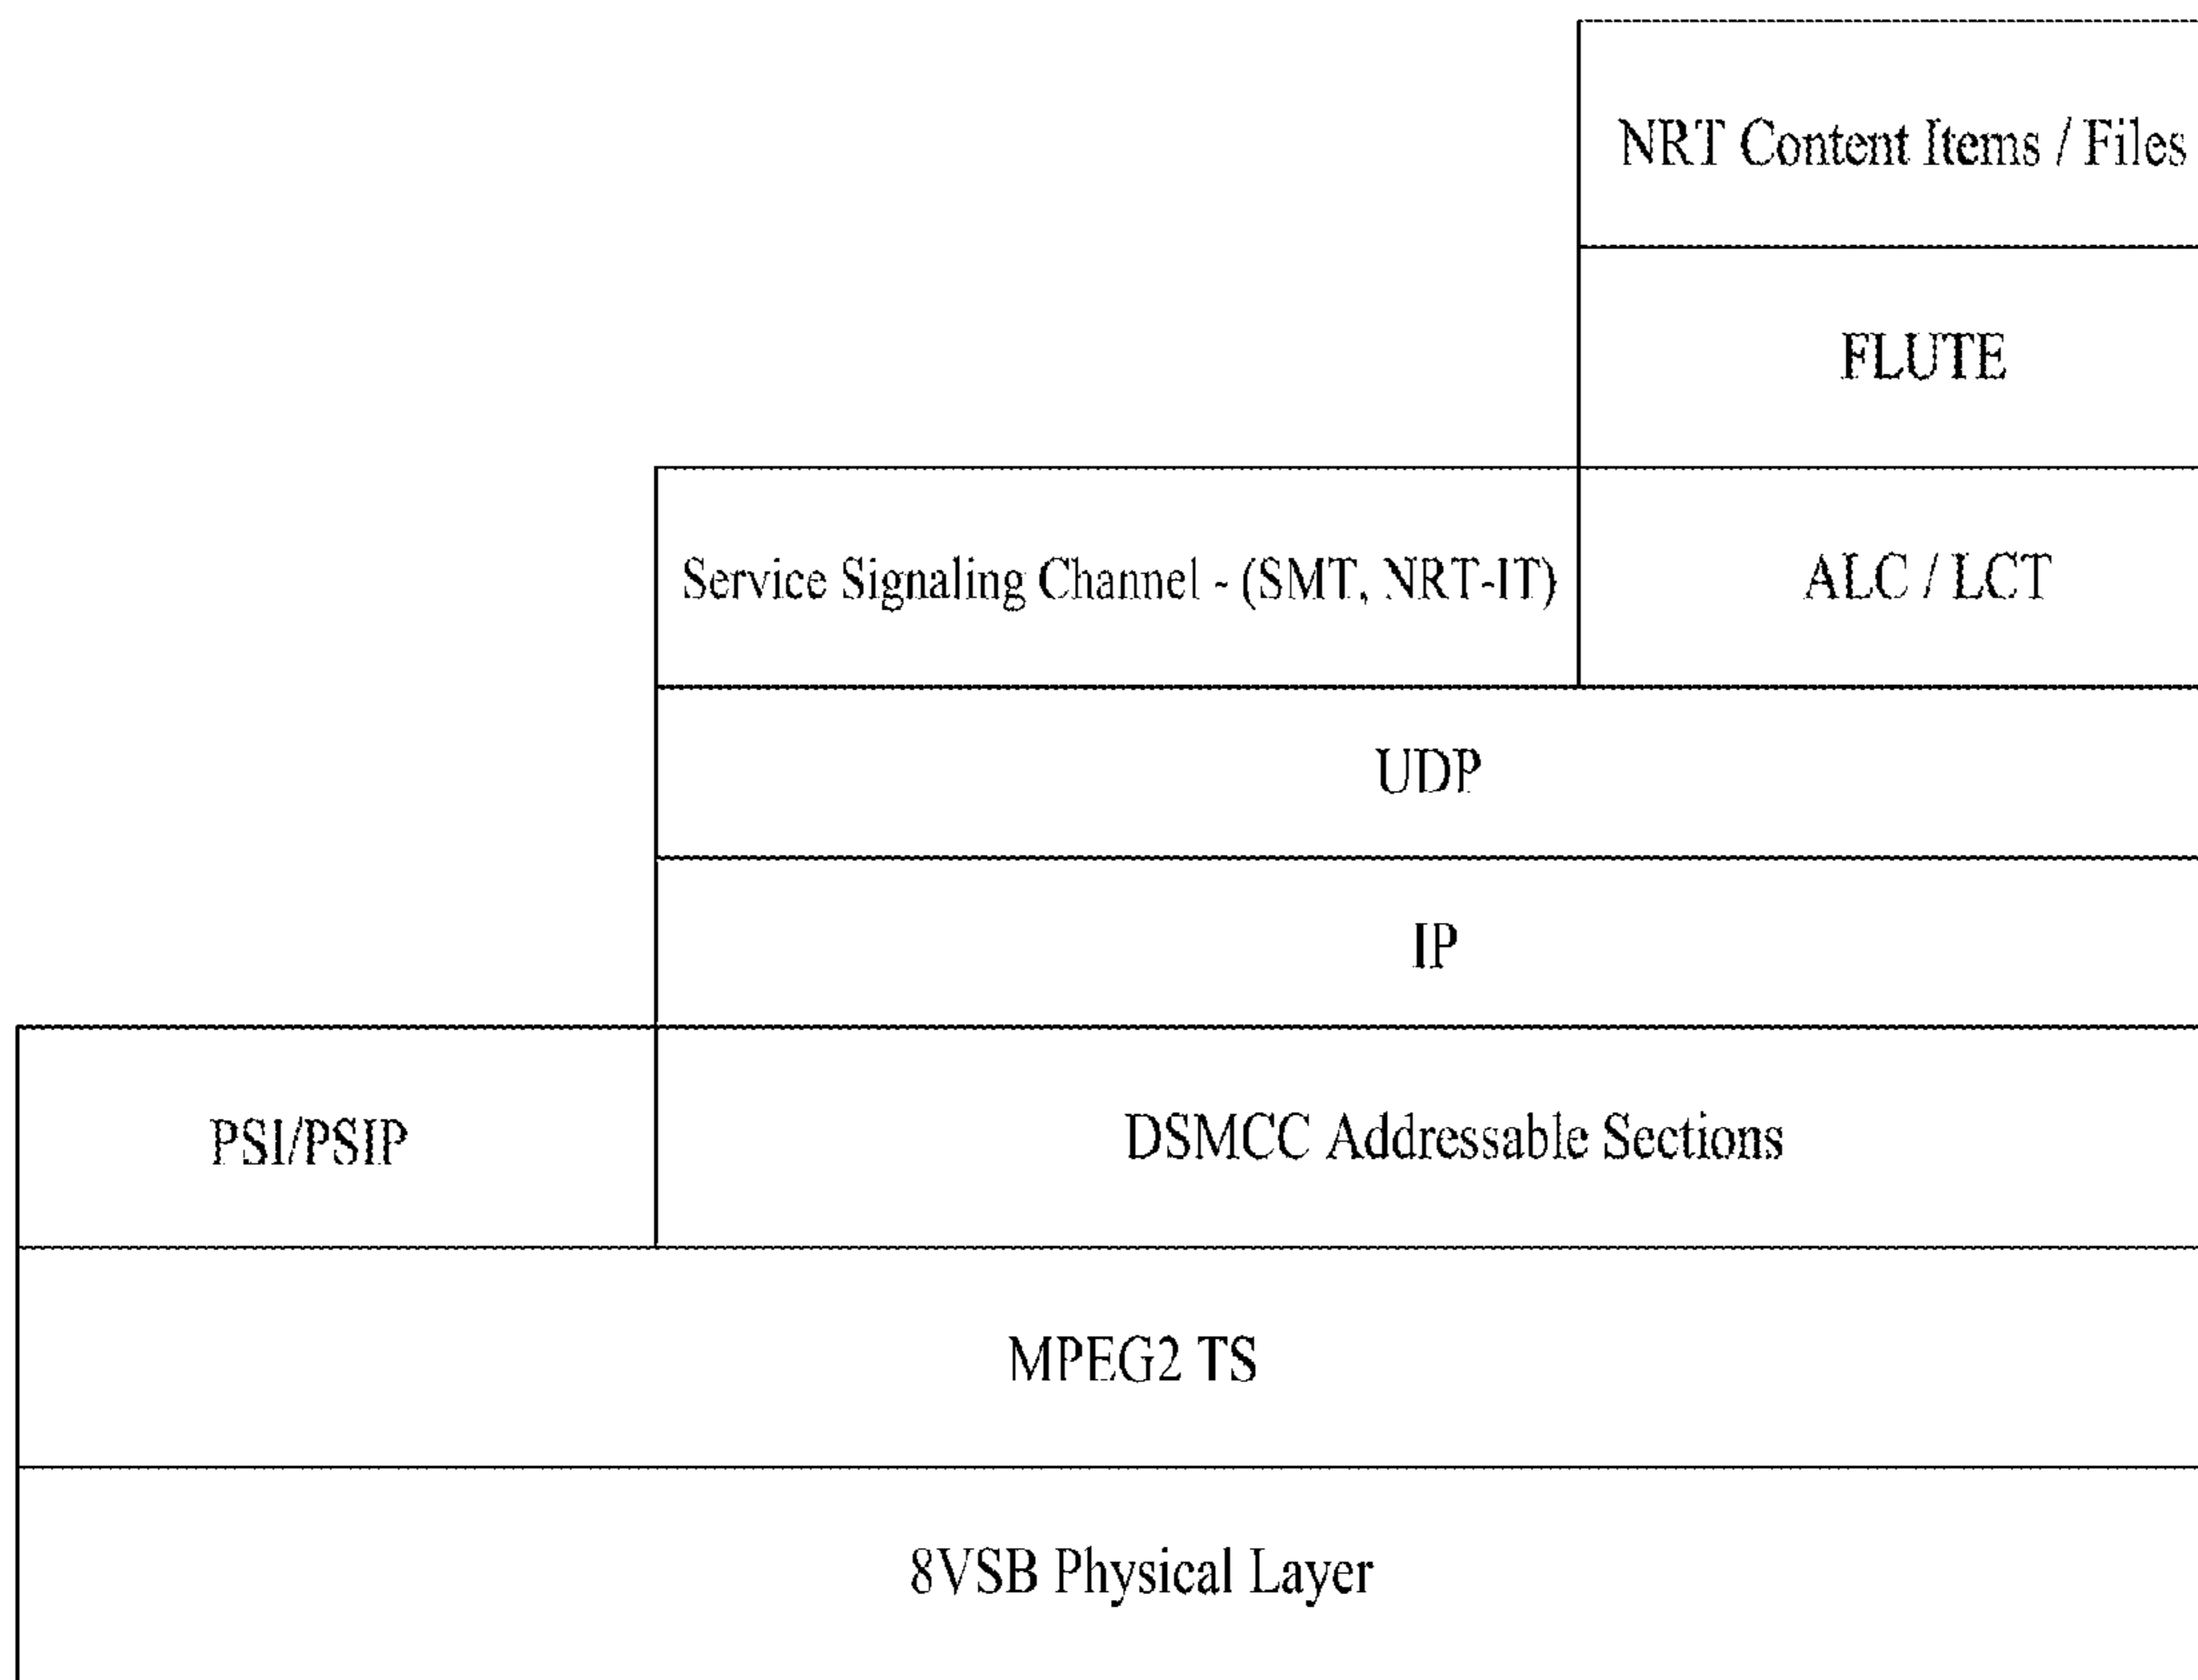 NRT Content Items / Files
FLUTE
Service Signaling Channel - (SMT, NRT-IT)
ALC / LCT
UDP
IP
PSI/PSIP
DSMCC Addressable Sections
MPEG2 TS
8VSB Physical Layer